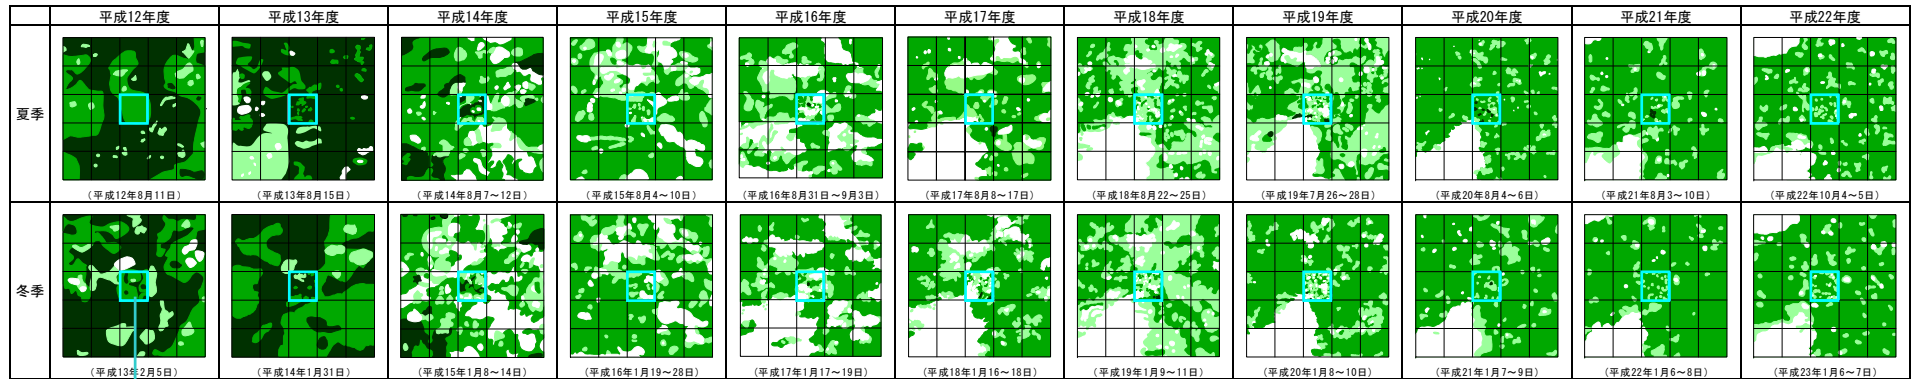 平成12年度 平成13年度 平成14年度 平成15年度 平成16年度 平成17年度 平成18年度 平成19年度 平成20年度 平成21年度 平成22年度
夏季
(平成12年8月11日) (平成13年8月15日) (平成14年8月7～12日) (平成15年8月4～10日) (平成16年8月31日～9月3日) (平成17年8月8～17日) (平成18年8月22～25日) (平成19年7月26～28日) (平成20年8月4～6日) (平成21年8月3～10日) (平成22年10月4～5日)
冬季
(平成13年2月5日) (平成14年1月31日) (平成15年1月8～14日) (平成16年1月19～28日) (平成17年1月17～19日) (平成18年1月16～18日) (平成19年1月9～11日) (平成20年1月8～10日) (平成21年1月7～9日) (平成22年1月6～8日) (平成23年1月6～7日)